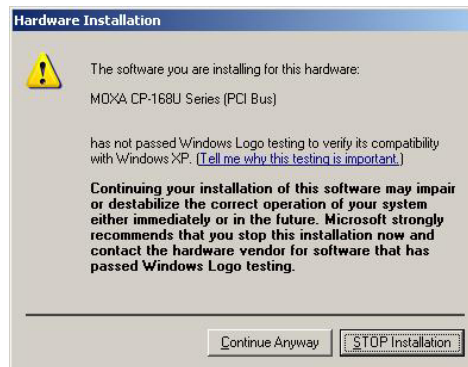 Hardware Installation
The software you are installing for this hardware:
MOXA CP-168U Series (PCI Bus)
has not passed Windows Logo testing to verify its compatibility
with Windows XP. (Tell me why this testing is important.)
Continuing your installation of this software may impair
or destabilize the correct operation of your system
either immediately or in the future. Microsoft strongly
recommends that you stop this installation now and
contact the hardware vendor for software that has
passed Windows Logo testing.
Continue Anyway
STOP Installation